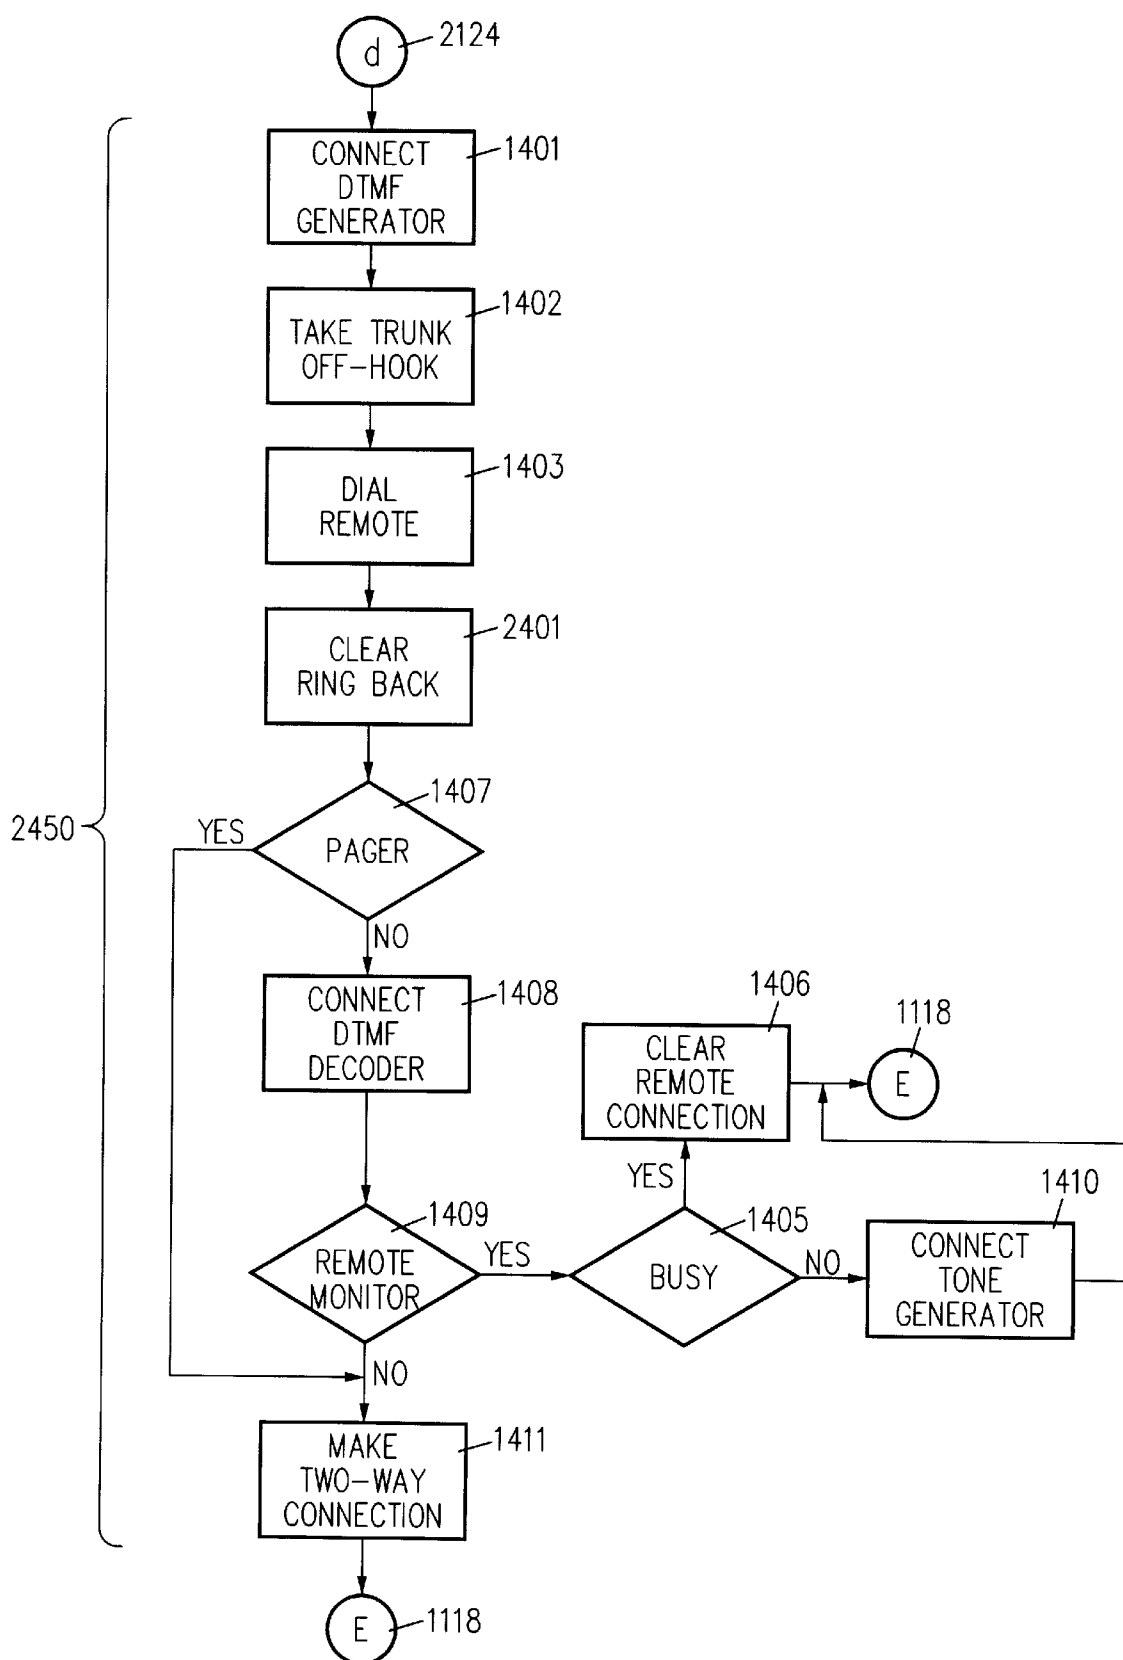 d
2124
CONNECT
DTMF
GENERATOR
1401
TAKE TRUNK
OFF-HOOK
1402
DIAL
REMOTE
1403
CLEAR
RING BACK
2401
2450
YES
PAGER
1407
NO
CONNECT
DTMF
DECODER
1408
CLEAR
REMOTE
CONNECTION
1406
1118
E
REMOTE
MONITOR
1409
YES
YES
BUSY
1405
NO
CONNECT
TONE
GENERATOR
1410
NO
MAKE
TWO-WAY
CONNECTION
1411
E
1118